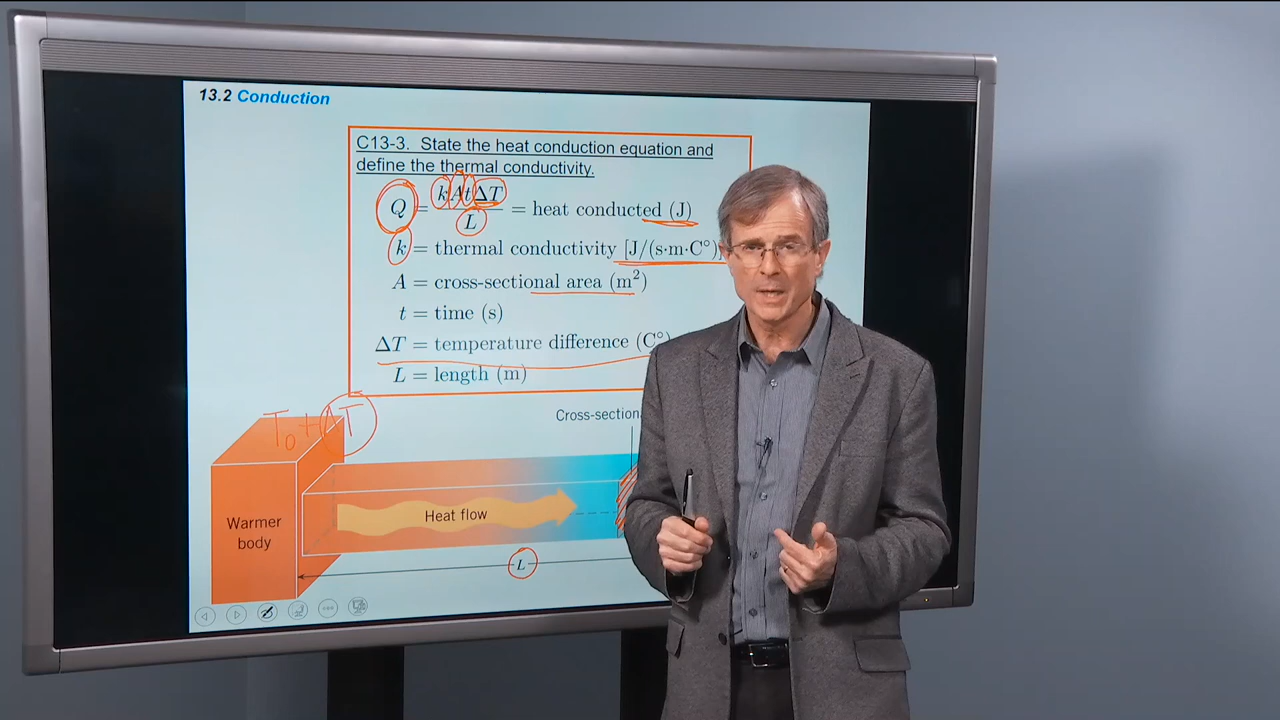 13.2 Conduction
C13-3. State the heat conduction equation and
define the thermal conductivity.
Q = kAtΔT/L = heat conducted (J)
k = thermal conductivity [J/(s·m·C°)
A = cross-sectional area (m²)
t = time (s)
ΔT = temperature difference (C°)
L = length (m)
T₀ + ΔT
Cross-section
Warmer
body
Heat flow
L